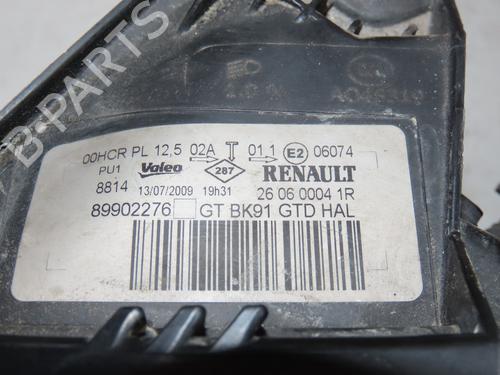 B-PARTS
00HCR PL 12,5 02A 01.1 E2 06074
PU1 Valeo 287 RENAULT
8814 13/07/2009 19h31 26 06 0004 1R
89902276 GT BK91 GTD HAL